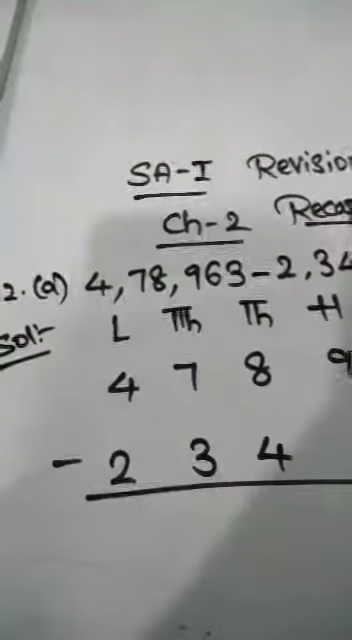 SA-I Revision
Ch-2
2. (a) 4,78,963-2,34
Sol:-
L TTh Th H
4 7 8 9
- 2 3 4